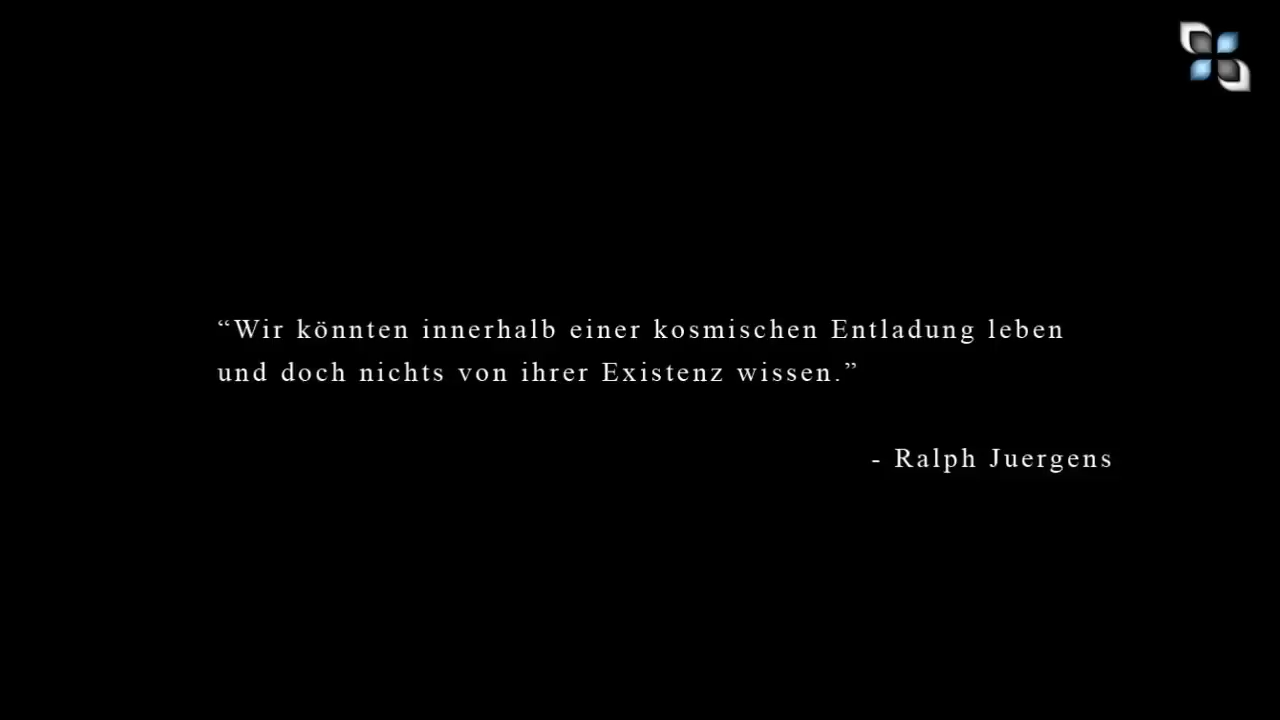 “Wir könnten innerhalb einer kosmischen Entladung leben
und doch nichts von ihrer Existenz wissen.”
- Ralph Juergens